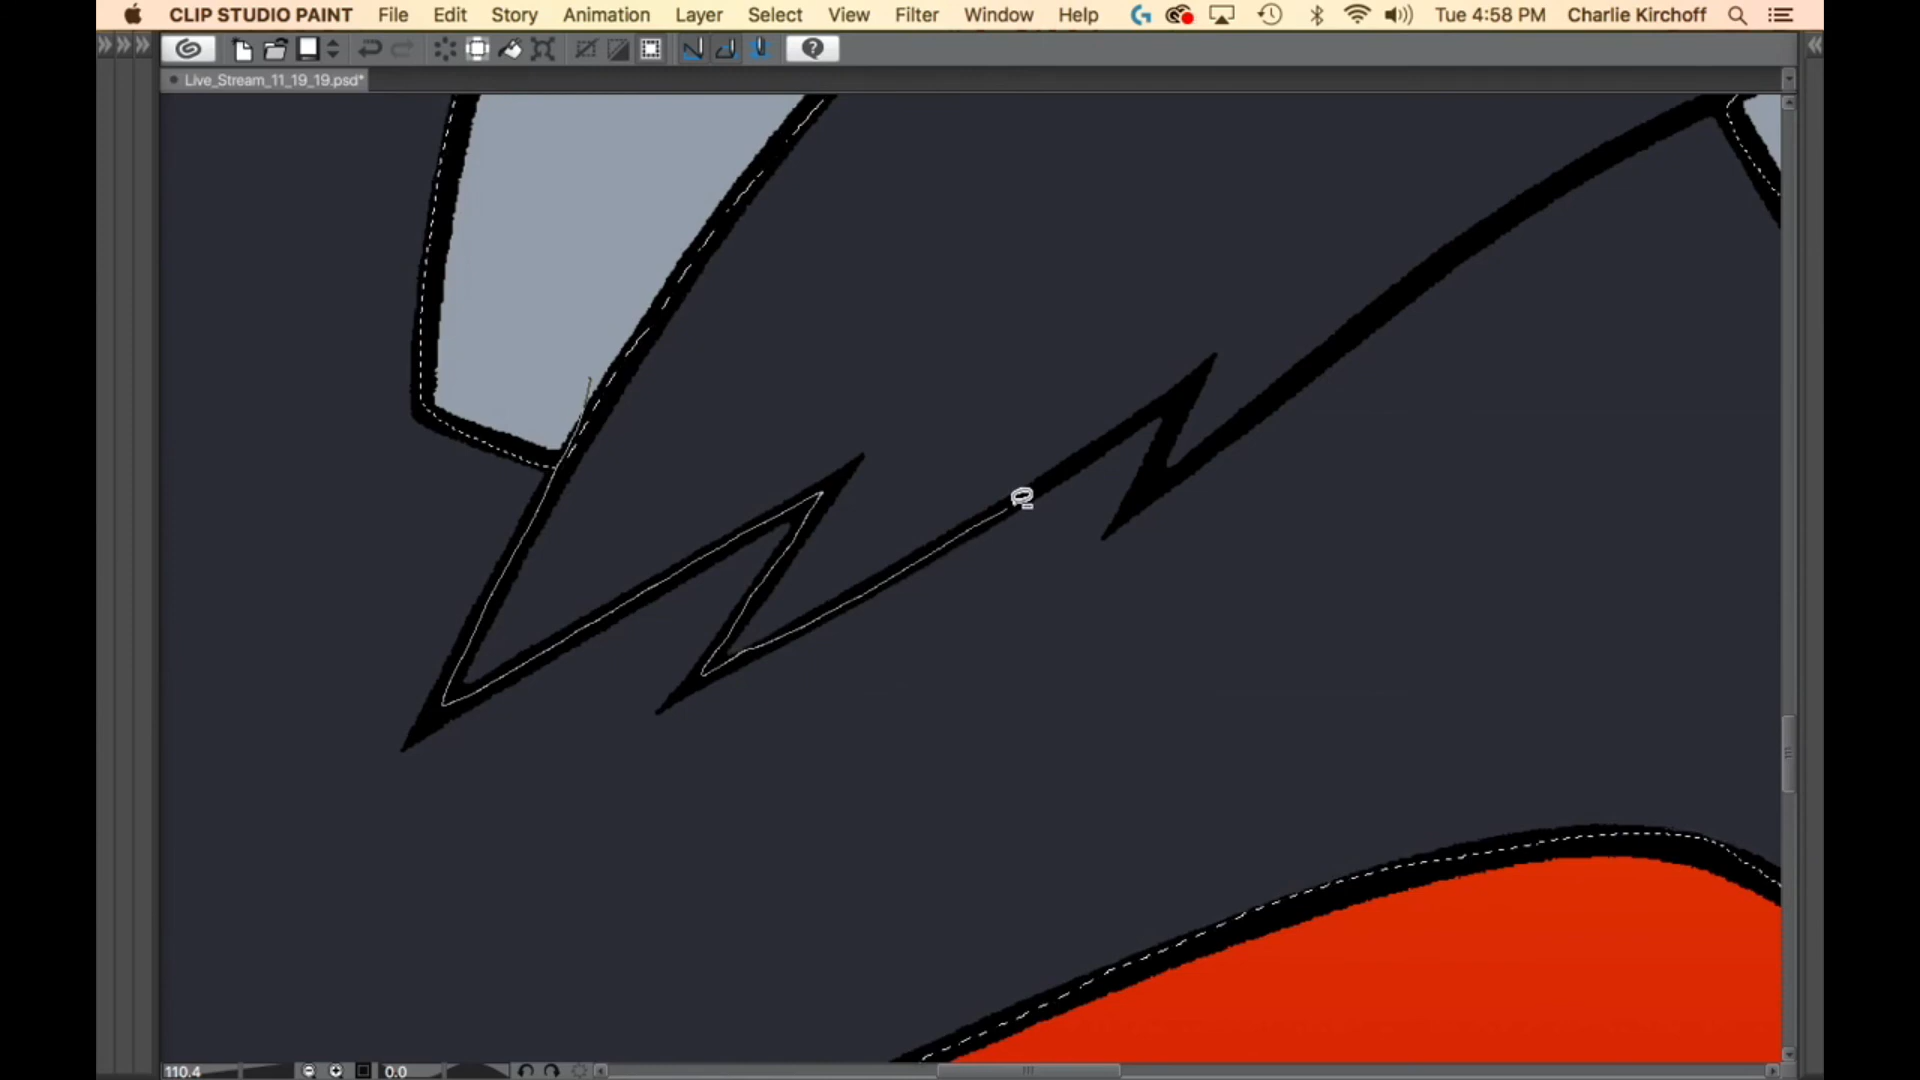 CLIP STUDIO PAINT File Edit Story Animation Layer Select View Filter Window Help Tue 4:58 PM Charlie Kirchoff
Live_Stream_11_19_19.psd*
110.4 0.0